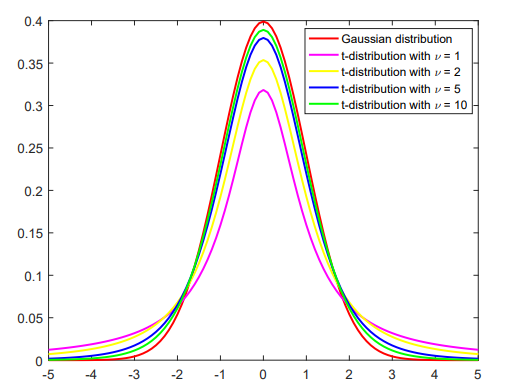 0.4
0.35
0.3
0.25
0.2
0.15
0.1
0.05
0
-5 -4 -3 -2 -1 0 1 2 3 4 5
Gaussian distribution
t-distribution with ν = 1
t-distribution with ν = 2
t-distribution with ν = 5
t-distribution with ν = 10